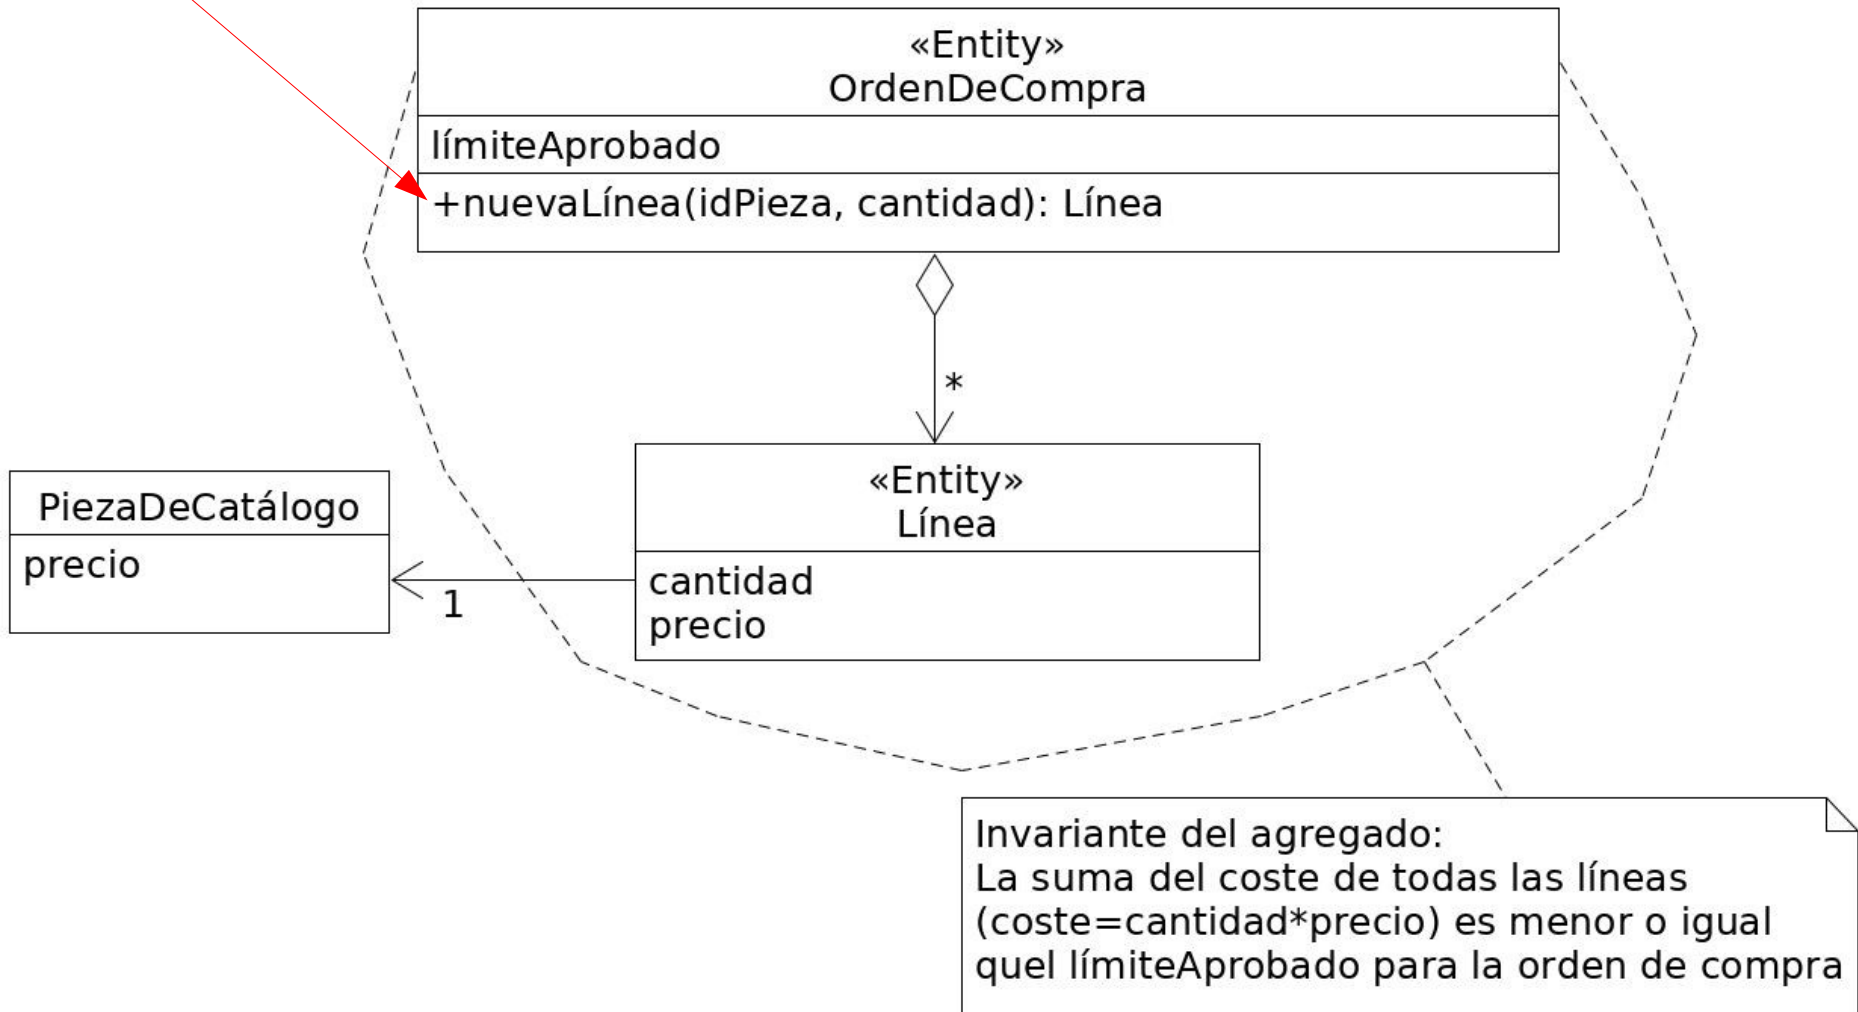 «Entity»
OrdenDeCompra
límiteAprobado
+nuevaLínea(idPieza, cantidad): Línea
*
«Entity»
Línea
cantidad
precio
PiezaDeCatálogo
precio
1
Invariante del agregado:
La suma del coste de todas las líneas
(coste=cantidad*precio) es menor o igual
quel límiteAprobado para la orden de compra